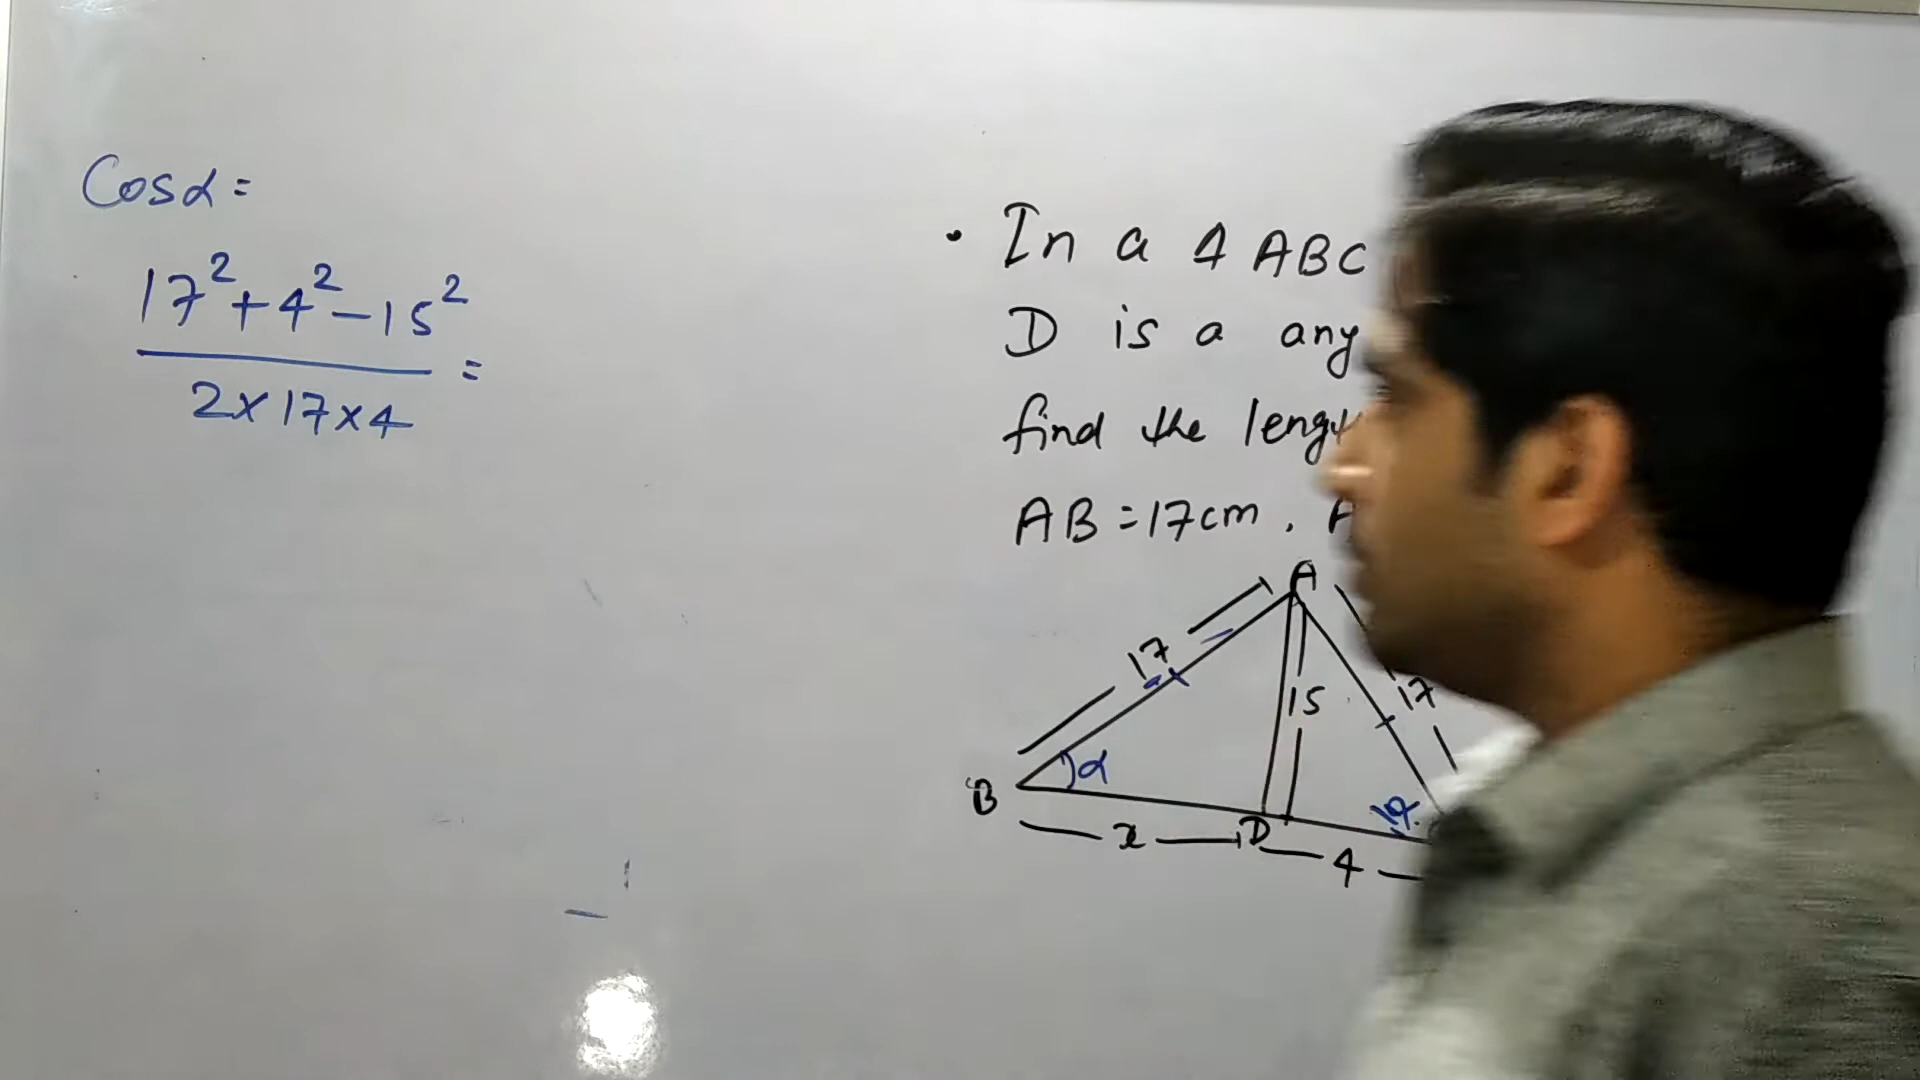 Cosα =
17² + 4² - 15²
=
2 × 17 × 4
• In a Δ ABC
D is a any
find the
AB = 17cm .
A
17
15
17
α
B
α
x
D
4